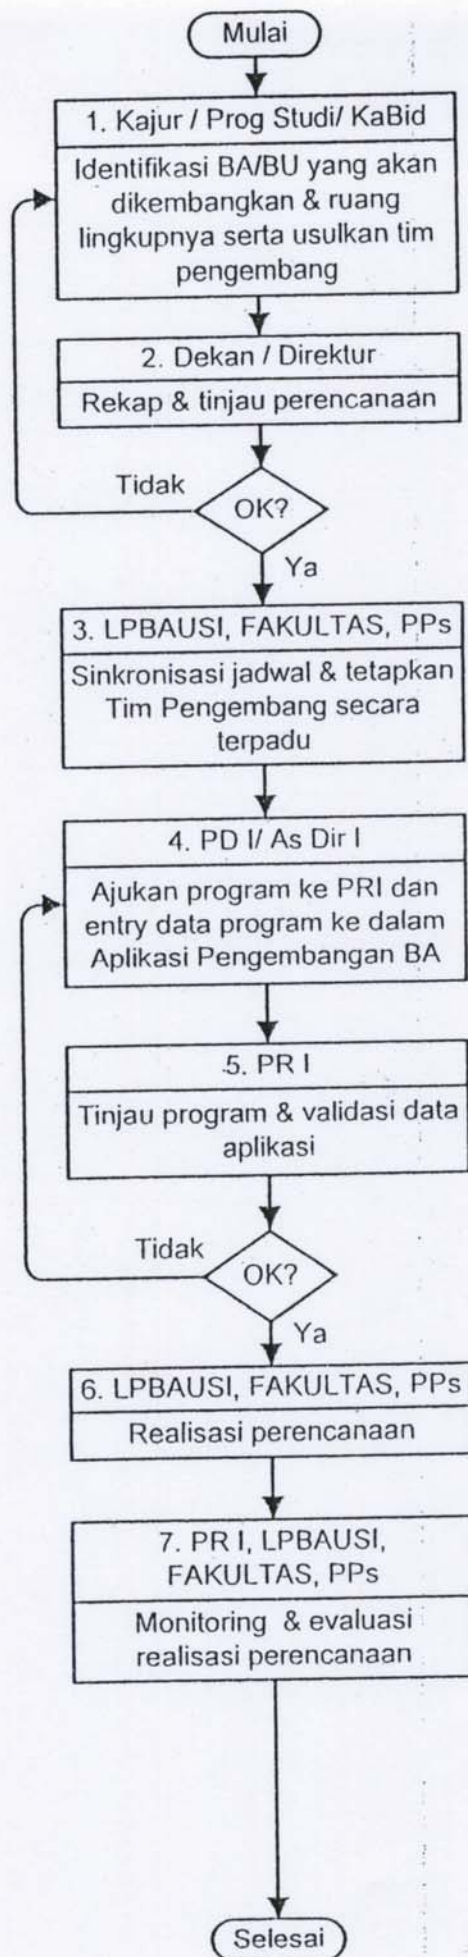 Mulai
1. Kajur / Prog Studi/ KaBid
Identifikasi BA/BU yang akan
dikembangkan & ruang
lingkupnya serta usulkan tim
pengembang
2. Dekan / Direktur
Rekap & tinjau perencanaan
Tidak
OK?
Ya
3. LPBAUSI, FAKULTAS, PPs
Sinkronisasi jadwal & tetapkan
Tim Pengembang secara
terpadu
4. PD I/ As Dir I
Ajukan program ke PRI dan
entry data program ke dalam
Aplikasi Pengembangan BA
5. PR I
Tinjau program & validasi data
aplikasi
Tidak
OK?
Ya
6. LPBAUSI, FAKULTAS, PPs
Realisasi perencanaan
7. PR I, LPBAUSI,
FAKULTAS, PPs
Monitoring & evaluasi
realisasi perencanaan
Selesai